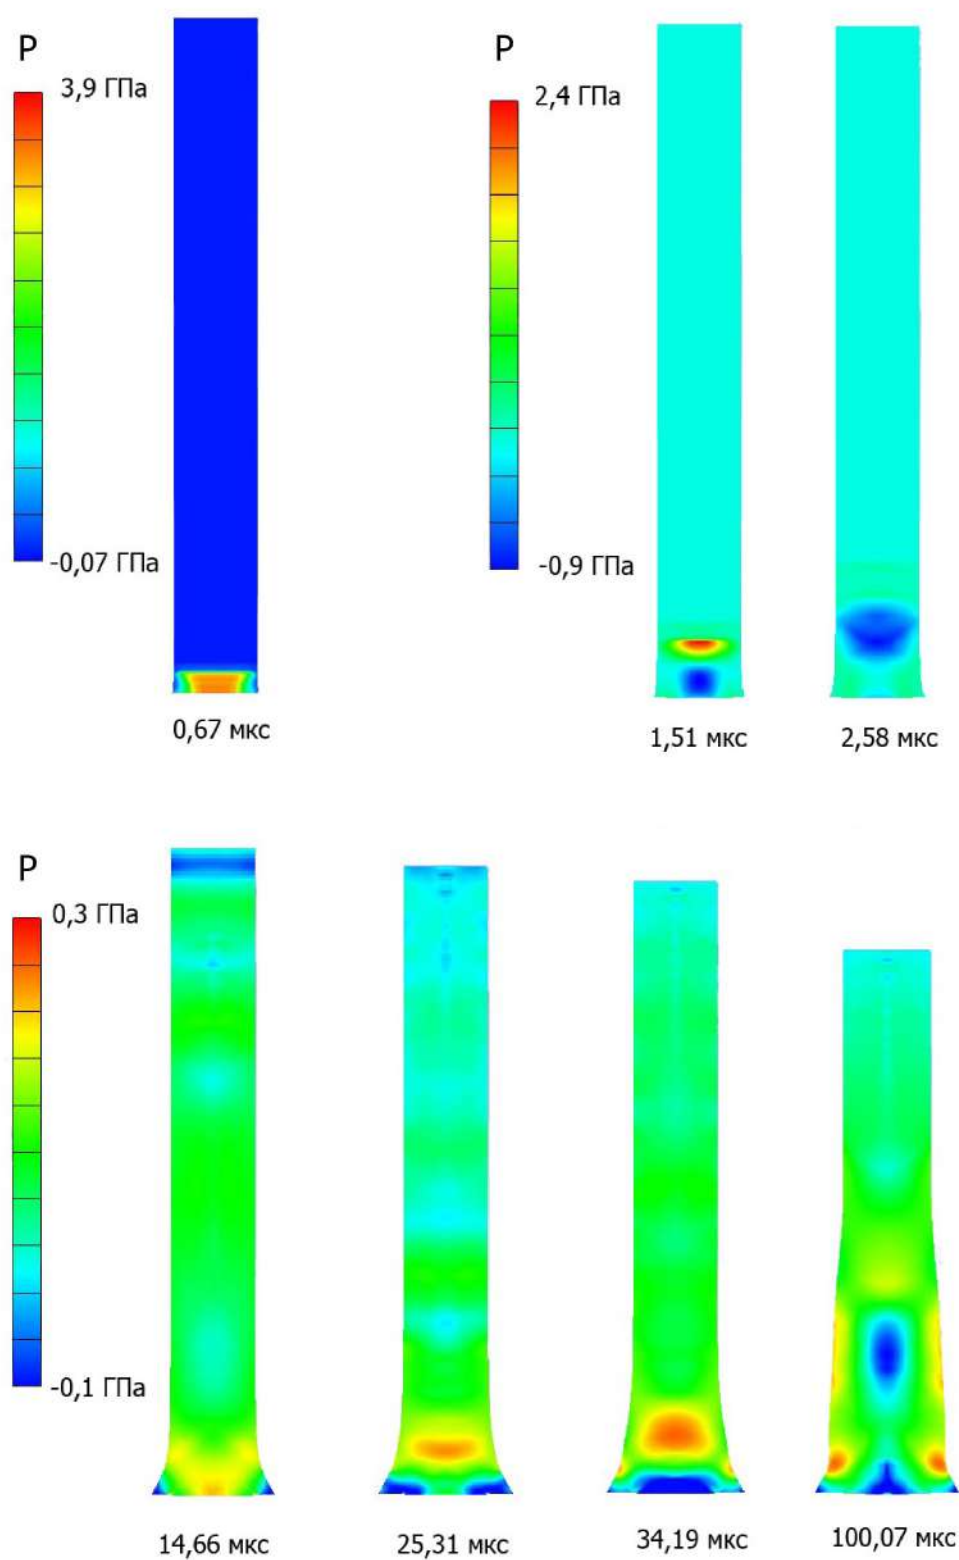 P
3,9 ГПа
-0,07 ГПа
0,67 мкс
P
2,4 ГПа
-0,9 ГПа
1,51 мкс
2,58 мкс
P
0,3 ГПа
-0,1 ГПа
14,66 мкс
25,31 мкс
34,19 мкс
100,07 мкс